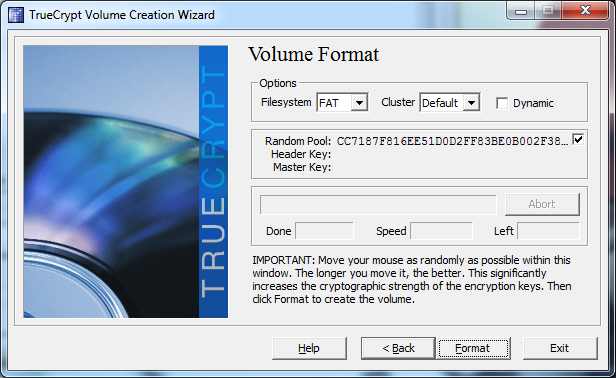 TrueCrypt Volume Creation Wizard
TRUECRYPT
Volume Format
Options
Filesystem FAT Cluster Default Dynamic
Random Pool: CC7187F816EE51D0D2FF83BE0B002F38...
Header Key:
Master Key:
Abort
Done Speed Left
IMPORTANT: Move your mouse as randomly as possible within this
window. The longer you move it, the better. This significantly
increases the cryptographic strength of the encryption keys. Then
click Format to create the volume.
Help < Back Format Exit